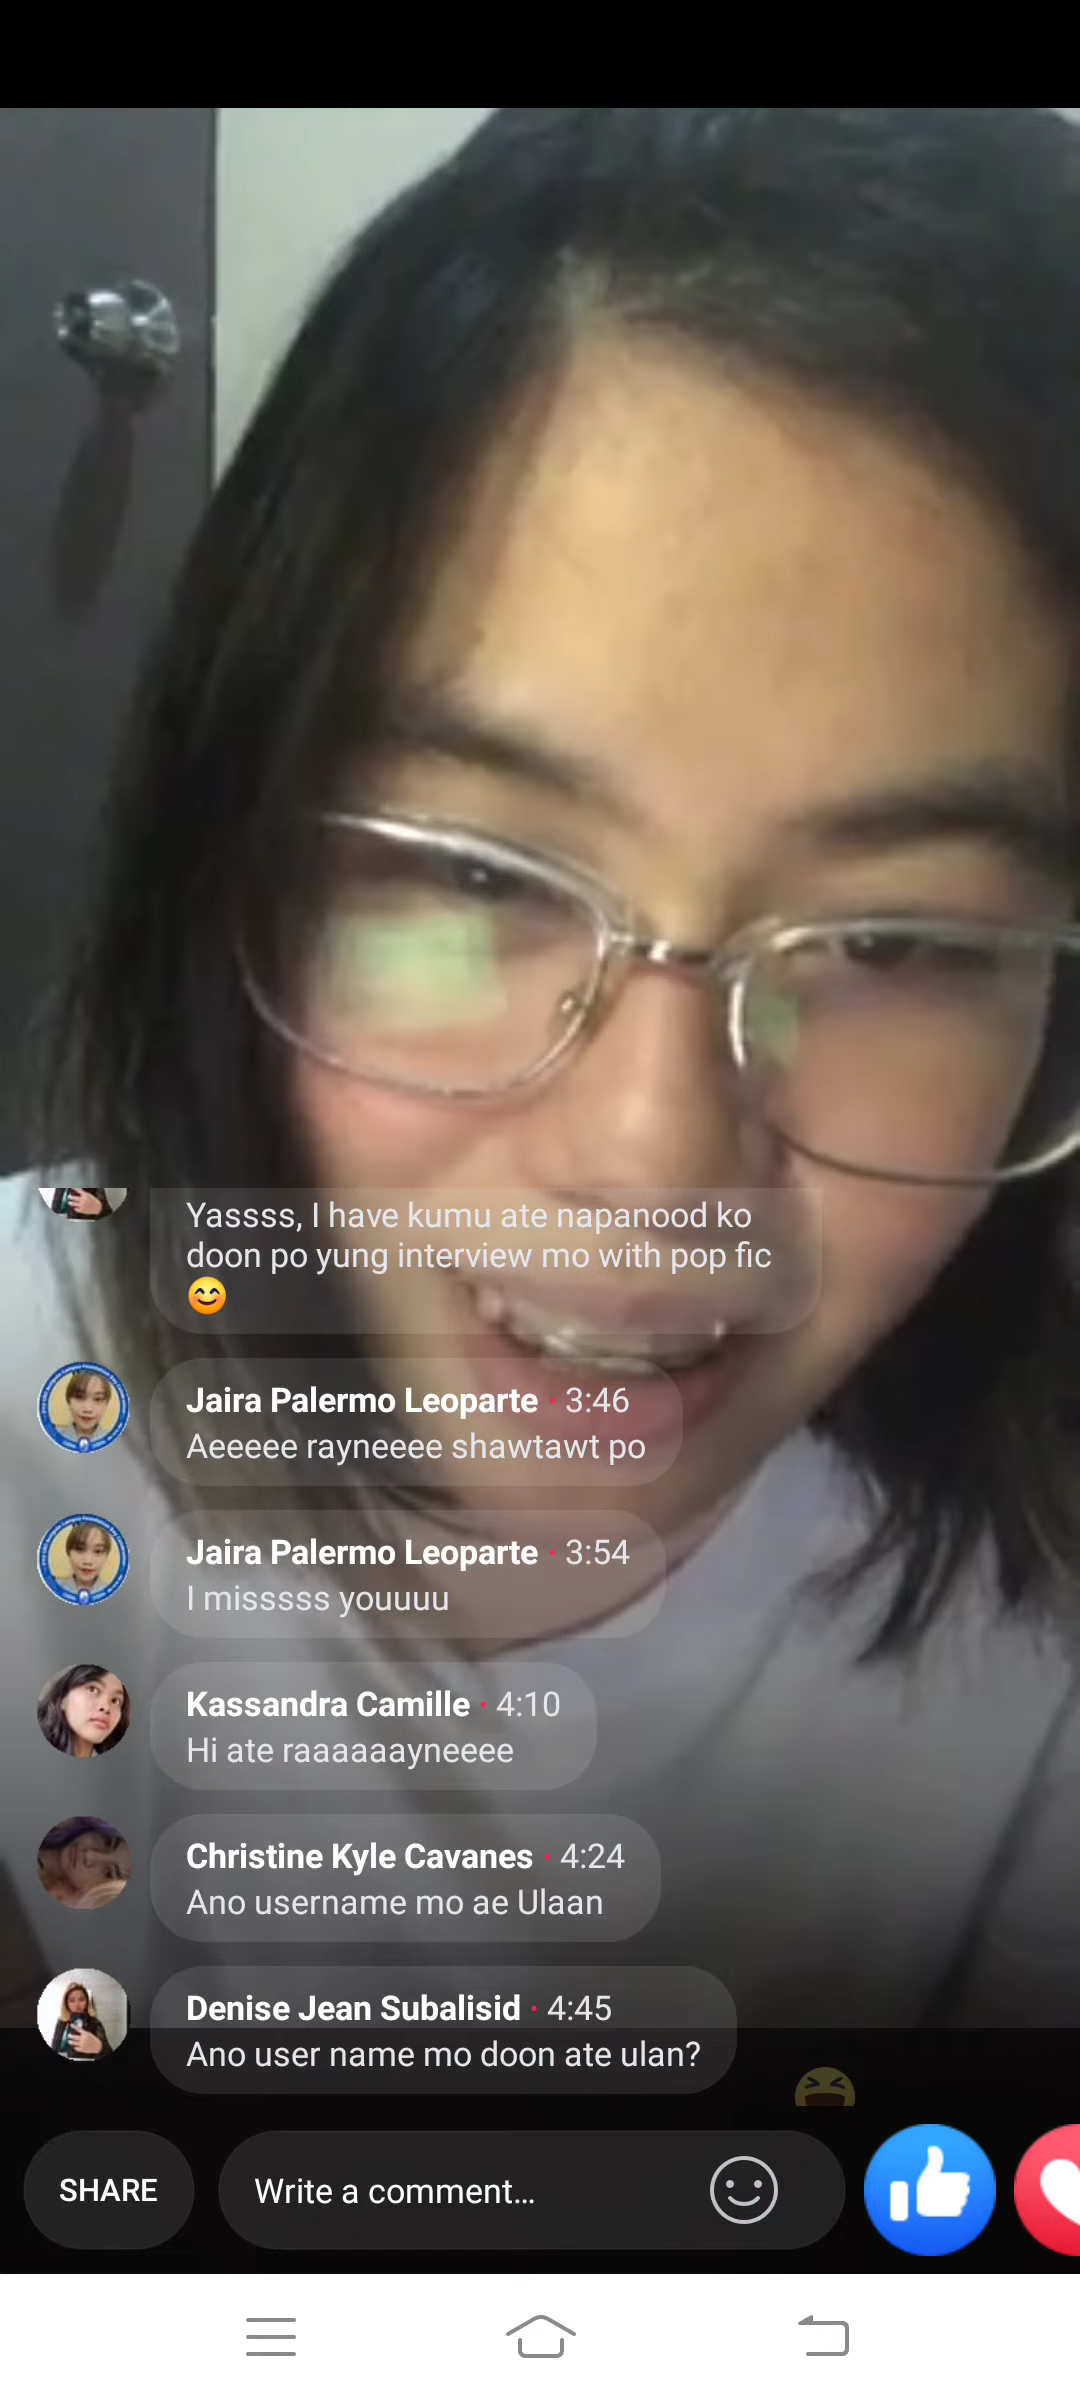 Yassss, I have kumu ate napanood ko
doon po yung interview mo with pop fic
😊
Jaira Palermo Leoparte · 3:46
Aeeeee rayneeee shawtawt po
Jaira Palermo Leoparte · 3:54
I misssss youuuu
Kassandra Camille · 4:10
Hi ate raaaaaayneeee
Christine Kyle Cavanes · 4:24
Ano username mo ae Ulaan
Denise Jean Subalisid · 4:45
Ano user name mo doon ate ulan?
SHARE
Write a comment...